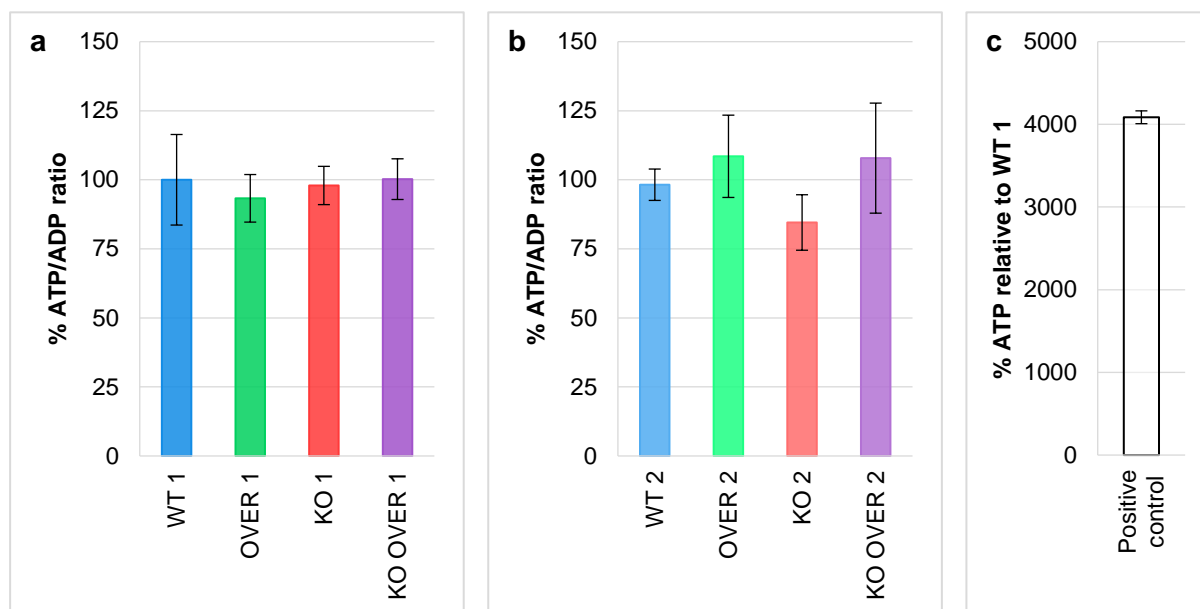 a
% ATP/ADP ratio
150
125
100
75
50
25
0
WT 1
OVER 1
KO 1
KO OVER 1
b
% ATP/ADP ratio
150
125
100
75
50
25
0
WT 2
OVER 2
KO 2
KO OVER 2
c
% ATP relative to WT 1
5000
4000
3000
2000
1000
0
Positive
control